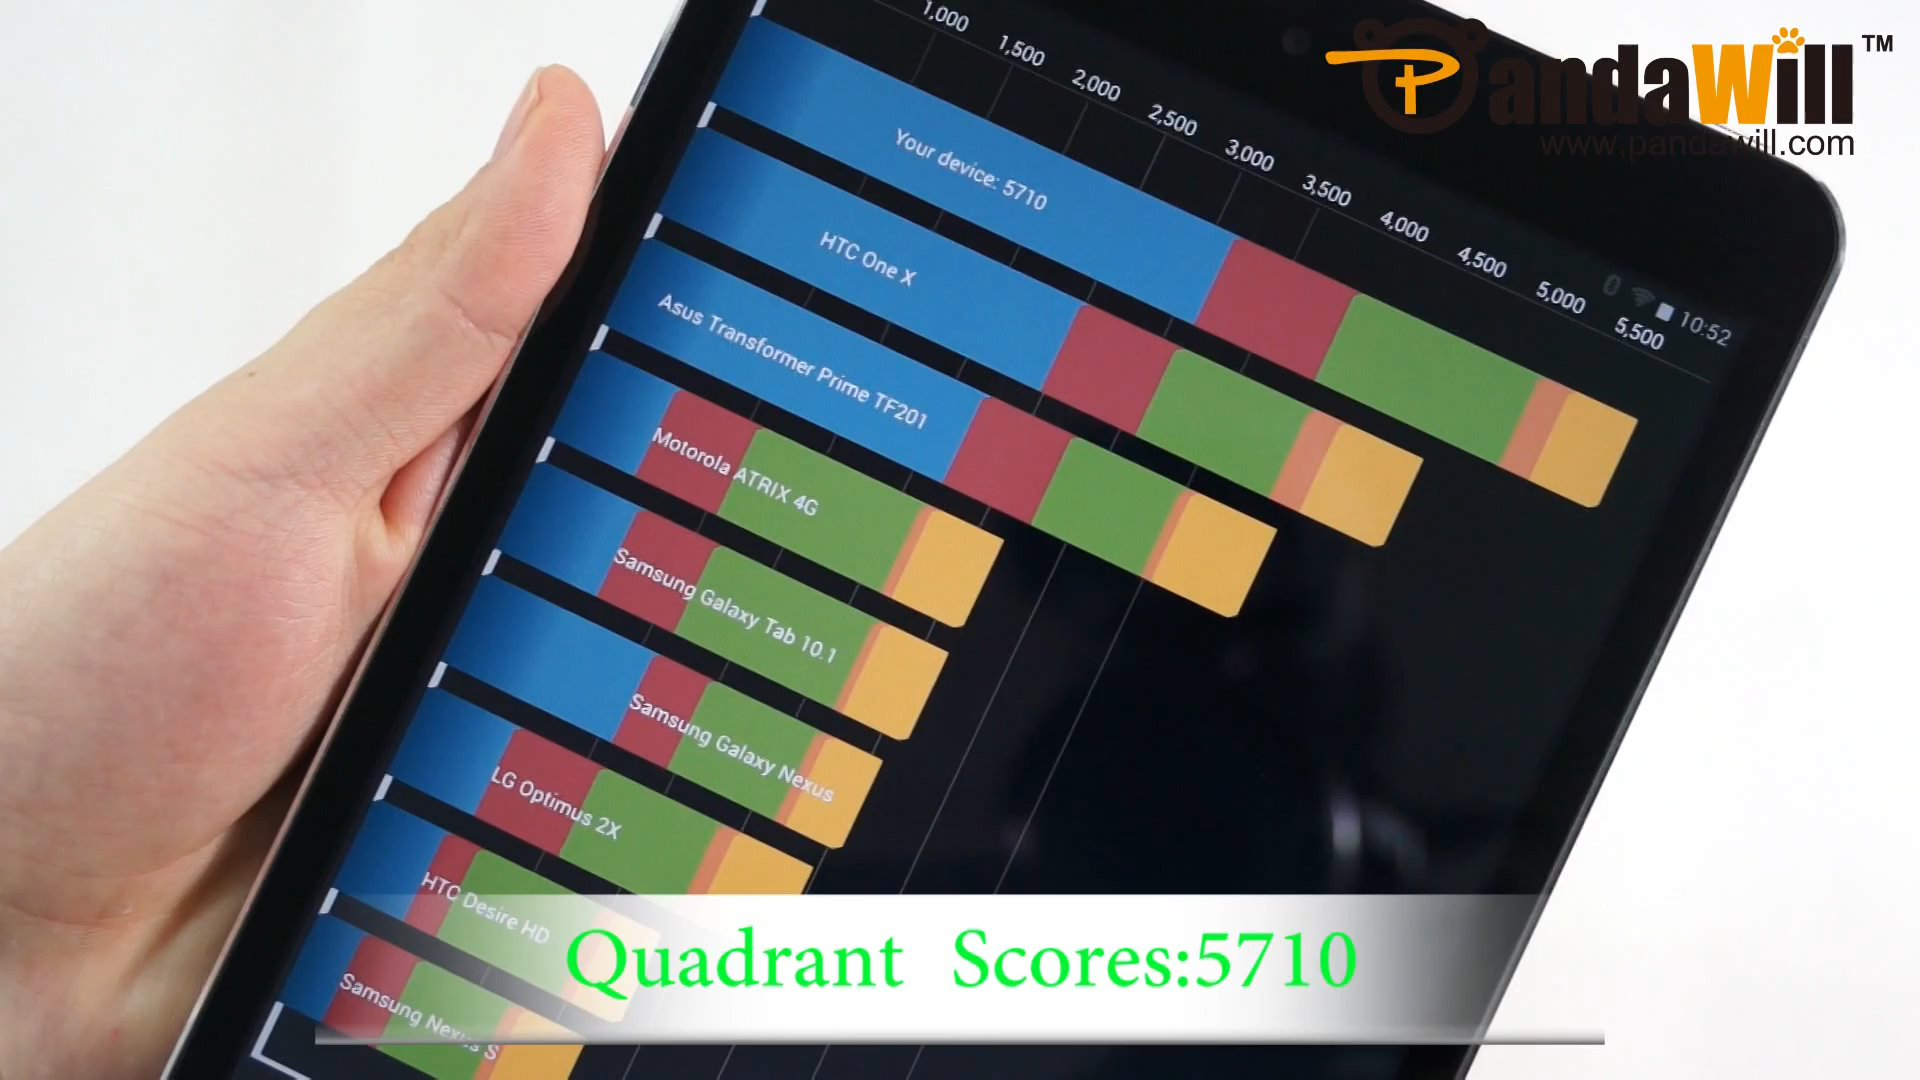 PandaWill™
www.pandawill.com
1,000
1,500
2,000
2,500
3,000
3,500
4,000
4,500
5,000
5,500
10:52
Your device: 5710
HTC One X
Asus Transformer Prime TF201
Motorola ATRIX 4G
Samsung Galaxy Tab 10.1
Samsung Galaxy Nexus
LG Optimus 2X
HTC Desire HD
Samsung Nexus S
Quadrant Scores:5710